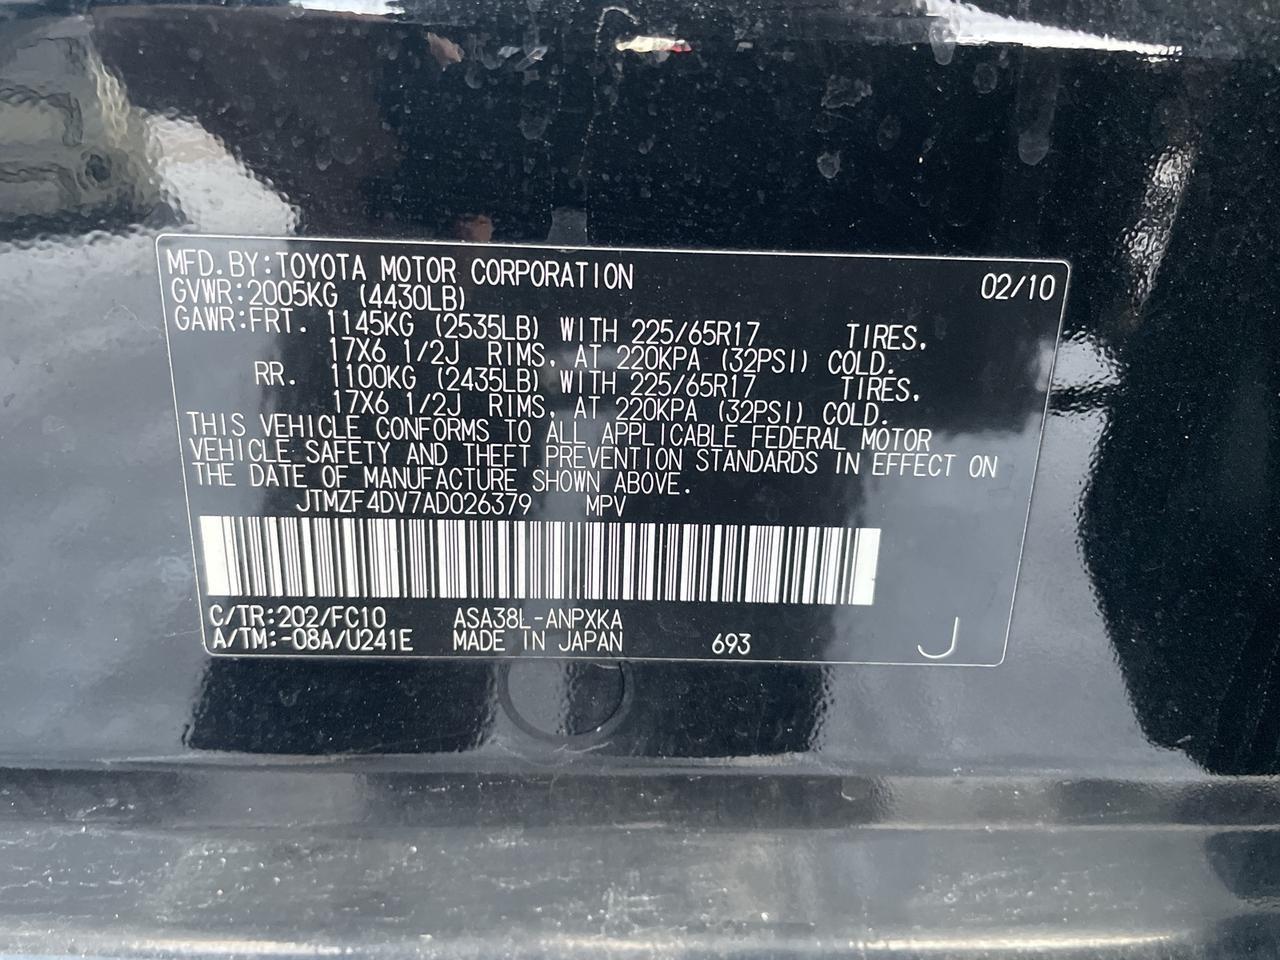 MFD.BY:TOYOTA MOTOR CORPORATION 02/10
GVWR:2005KG (4430LB)
GAWR:FRT. 1145KG (2535LB) WITH 225/65R17 TIRES,
17X6 1/2J RIMS, AT 220KPA (32PSI) COLD.
RR. 1100KG (2435LB) WITH 225/65R17 TIRES,
17X6 1/2J RIMS, AT 220KPA (32PSI) COLD.
THIS VEHICLE CONFORMS TO ALL APPLICABLE FEDERAL MOTOR
VEHICLE SAFETY AND THEFT PREVENTION STANDARDS IN EFFECT ON
THE DATE OF MANUFACTURE SHOWN ABOVE.
JTMZF4DV7AD026379 MPV
C/TR:202/FC10 ASA38L-ANPXKA
A/TM:-08A/U241E MADE IN JAPAN 693 J